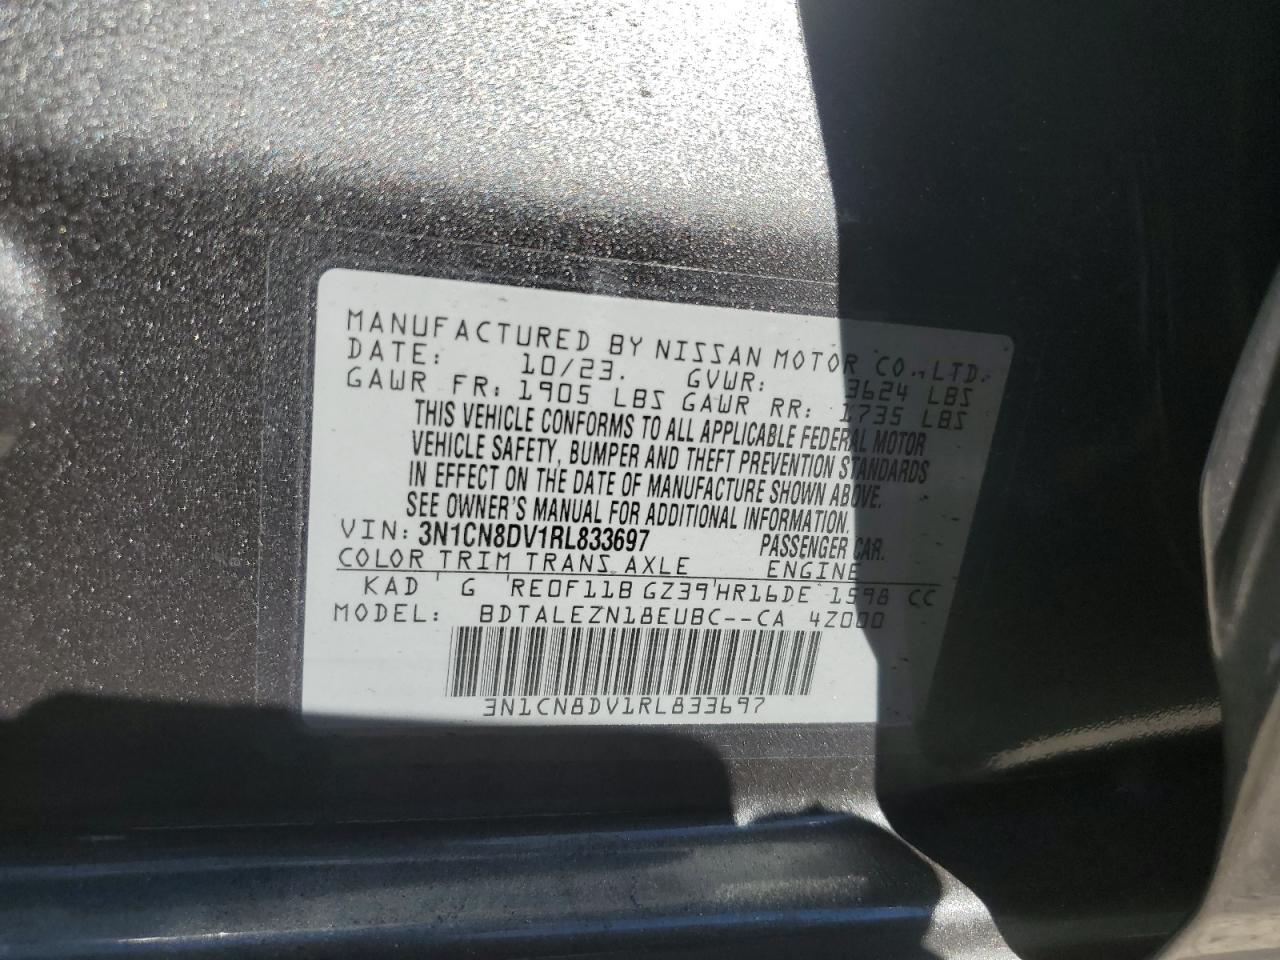 MANUFACTURED BY NISSAN MOTOR CO., LTD.
DATE: 10/23. GVWR: 3624 LBS
GAWR FR: 1905 LBS GAWR RR: 1735 LBS
THIS VEHICLE CONFORMS TO ALL APPLICABLE FEDERAL MOTOR
VEHICLE SAFETY, BUMPER AND THEFT PREVENTION STANDARDS
IN EFFECT ON THE DATE OF MANUFACTURE SHOWN ABOVE.
SEE OWNER'S MANUAL FOR ADDITIONAL INFORMATION.
VIN: 3N1CN8DV1RL833697 PASSENGER CAR.
COLOR TRIM TRANS AXLE ENGINE
KAD G RE0F11B GZ39 HR16DE 1598 CC
MODEL: BDTALEZN18EUBC--CA 4Z000
3N1CN8DV1RL833697